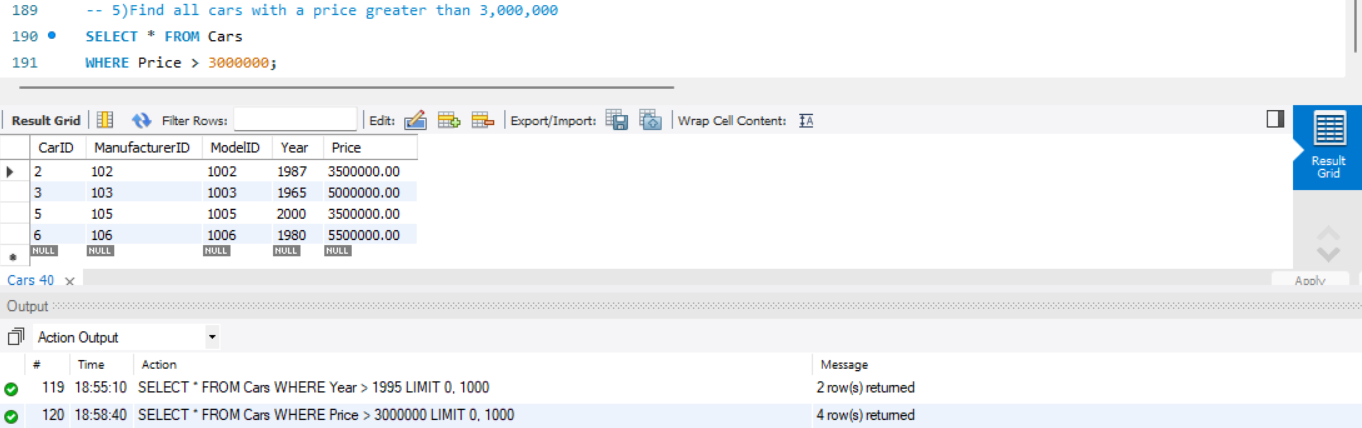 189 -- 5)Find all cars with a price greater than 3,000,000
190 SELECT * FROM Cars
191 WHERE Price > 3000000;
Result Grid Filter Rows: Edit: Export/Import: Wrap Cell Content:
CarID ManufacturerID ModelID Year Price
2 102 1002 1987 3500000.00
3 103 1003 1965 5000000.00
5 105 1005 2000 3500000.00
6 106 1006 1980 5500000.00
NULL NULL NULL NULL NULL
Result
Grid
Cars 40
Apply
Output
Action Output
# Time Action Message
119 18:55:10 SELECT * FROM Cars WHERE Year > 1995 LIMIT 0, 1000 2 row(s) returned
120 18:58:40 SELECT * FROM Cars WHERE Price > 3000000 LIMIT 0, 1000 4 row(s) returned